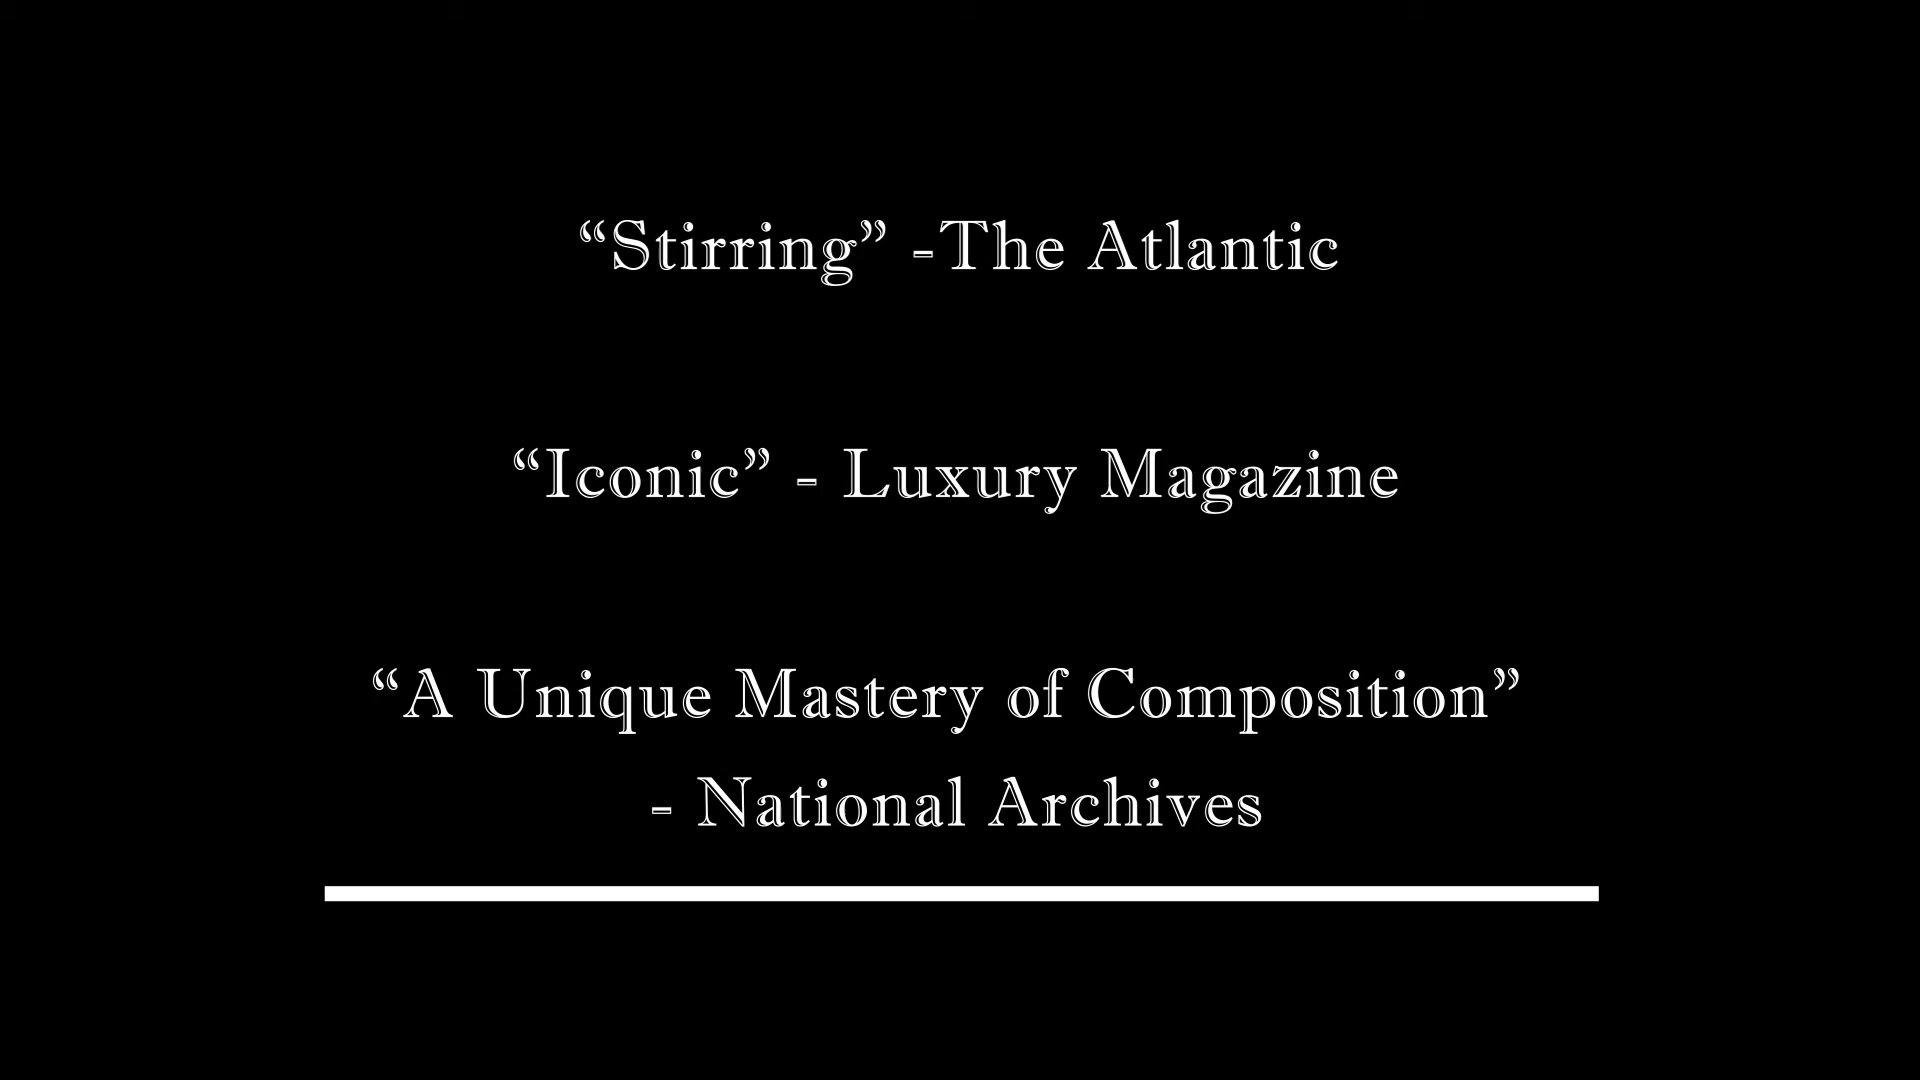 “Stirring” -The Atlantic
“Iconic” - Luxury Magazine
“A Unique Mastery of Composition”
- National Archives